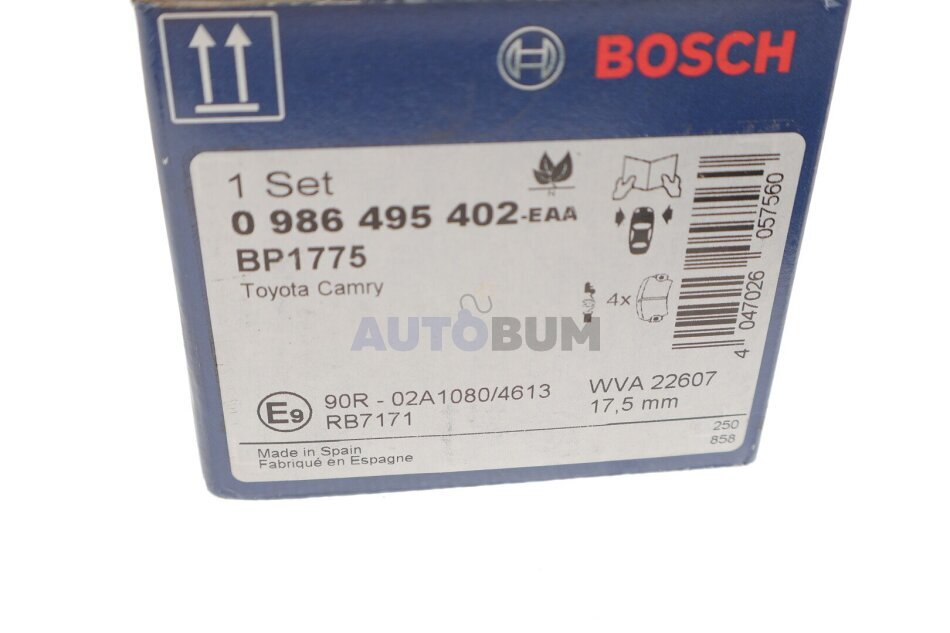 BOSCH
1 Set
0 986 495 402-EAA
BP1775
Toyota Camry
N
4x
AUTOBUM
4 047026 057560
E9
90R - 02A1080/4613
RB7171
WVA 22607
17,5 mm
250
858
Made in Spain
Fabriqué en Espagne